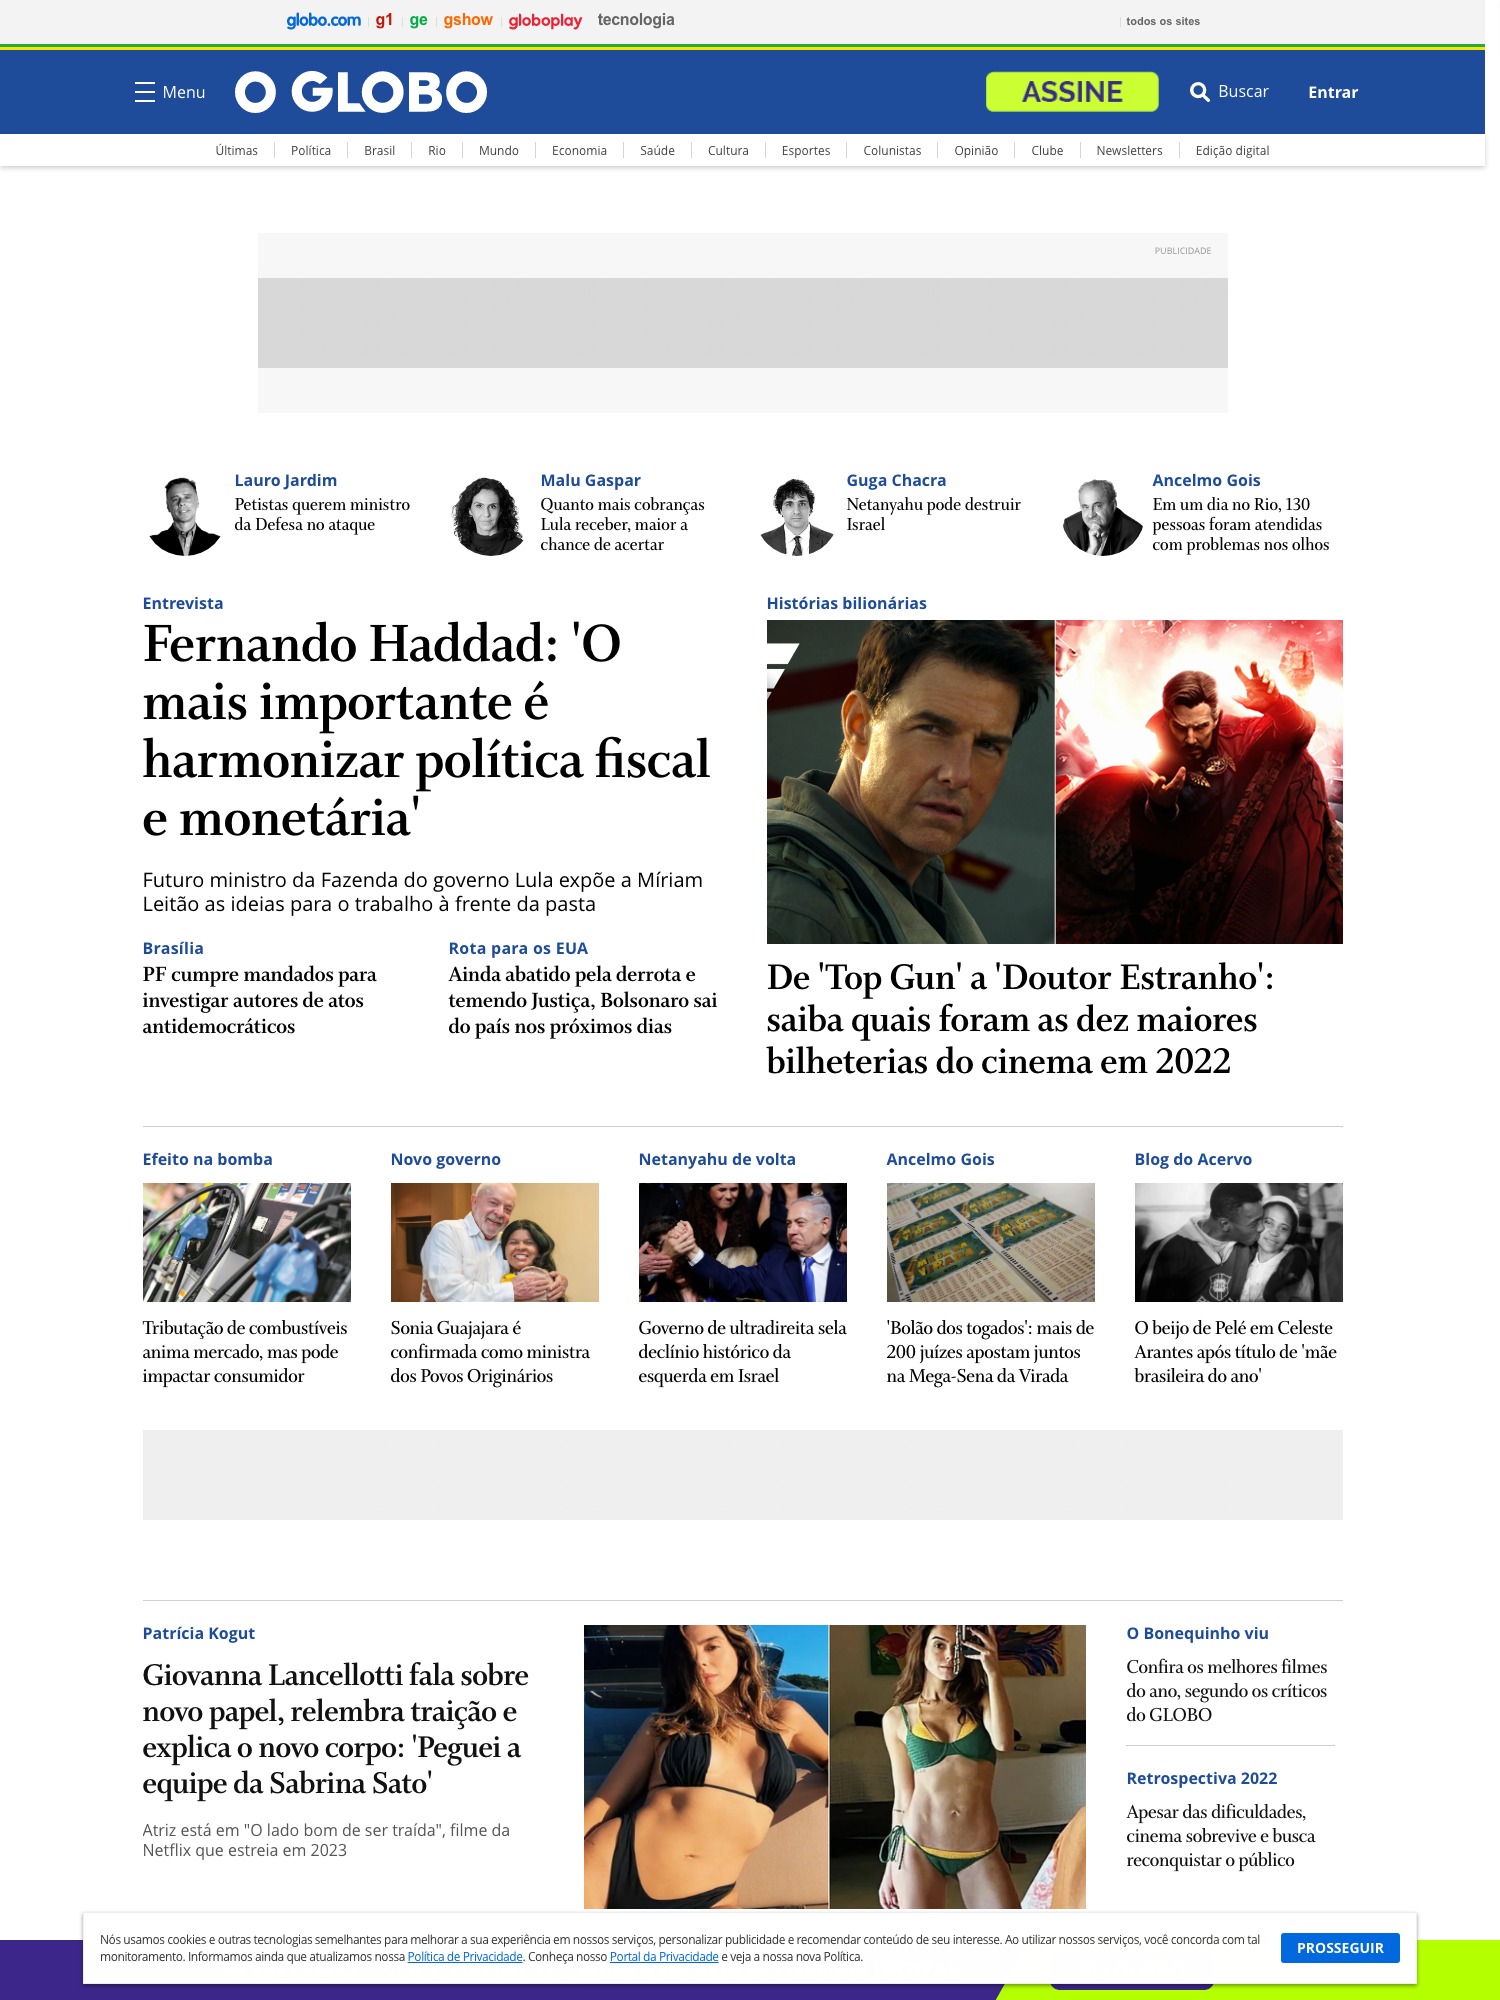 globo.com g1 ge gshow globoplay tecnologia todos os sites
Menu O GLOBO ASSINE Buscar Entrar
Últimas Política Brasil Rio Mundo Economia Saúde Cultura Esportes Colunistas Opinião Clube Newsletters Edição digital
PUBLICIDADE
Lauro Jardim
Petistas querem ministro
da Defesa no ataque
Malu Gaspar
Quanto mais cobranças
Lula receber, maior a
chance de acertar
Guga Chacra
Netanyahu pode destruir
Israel
Ancelmo Gois
Em um dia no Rio, 130
pessoas foram atendidas
com problemas nos olhos
Entrevista
Fernando Haddad: 'O
mais importante é
harmonizar política fiscal
e monetária'
Futuro ministro da Fazenda do governo Lula expõe a Míriam
Leitão as ideias para o trabalho à frente da pasta
Brasília
PF cumpre mandados para
investigar autores de atos
antidemocráticos
Rota para os EUA
Ainda abatido pela derrota e
temendo Justiça, Bolsonaro sai
do país nos próximos dias
Histórias bilionárias
De 'Top Gun' a 'Doutor Estranho':
saiba quais foram as dez maiores
bilheterias do cinema em 2022
Efeito na bomba
Tributação de combustíveis
anima mercado, mas pode
impactar consumidor
Novo governo
Sonia Guajajara é
confirmada como ministra
dos Povos Originários
Netanyahu de volta
Governo de ultradireita sela
declínio histórico da
esquerda em Israel
Ancelmo Gois
'Bolão dos togados': mais de
200 juízes apostam juntos
na Mega-Sena da Virada
Blog do Acervo
O beijo de Pelé em Celeste
Arantes após título de 'mãe
brasileira do ano'
Patrícia Kogut
Giovanna Lancellotti fala sobre
novo papel, relembra traição e
explica o novo corpo: 'Peguei a
equipe da Sabrina Sato'
Atriz está em "O lado bom de ser traída", filme da
Netflix que estreia em 2023
O Bonequinho viu
Confira os melhores filmes
do ano, segundo os críticos
do GLOBO
Retrospectiva 2022
Apesar das dificuldades,
cinema sobrevive e busca
reconquistar o público
Nós usamos cookies e outras tecnologias semelhantes para melhorar a sua experiência em nossos serviços, personalizar publicidade e recomendar conteúdo de seu interesse. Ao utilizar nossos serviços, você concorda com tal
monitoramento. Informamos ainda que atualizamos nossa Política de Privacidade. Conheça nosso Portal da Privacidade e veja a nossa nova Política.
PROSSEGUIR